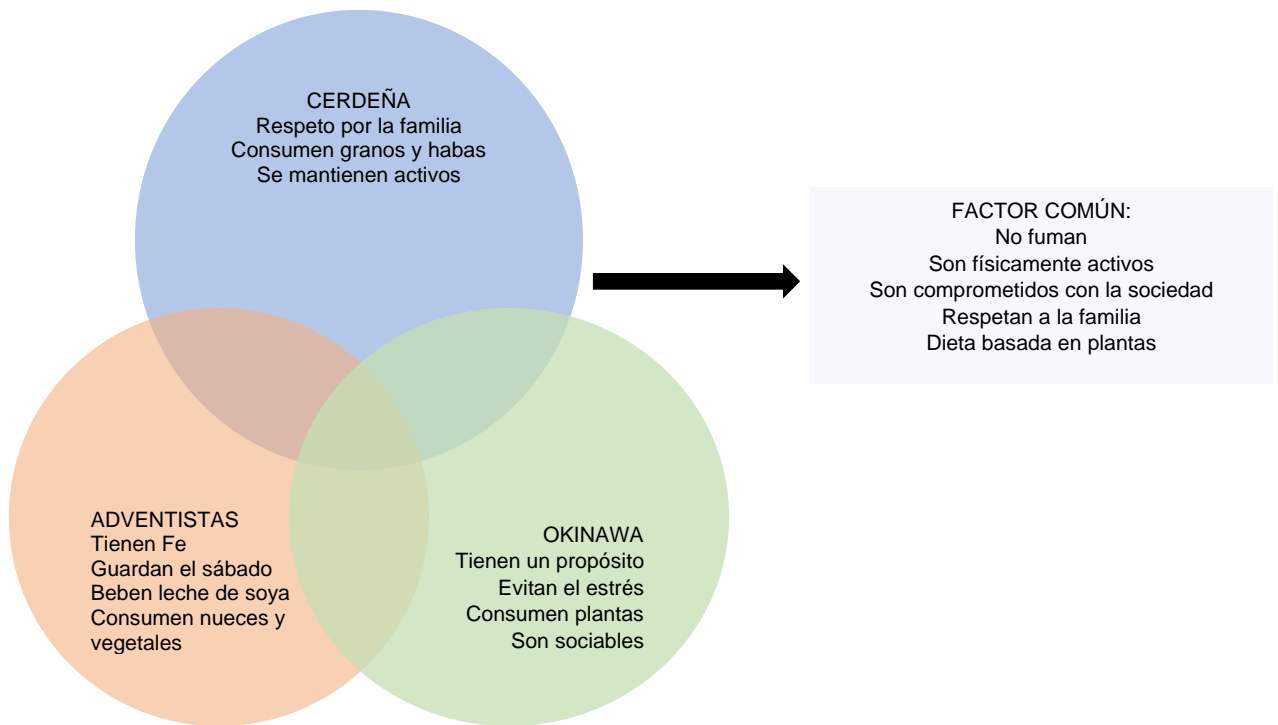 CERDEÑA
Respeto por la familia
Consumen granos y habas
Se mantienen activos
FACTOR COMÚN:
No fuman
Son físicamente activos
Son comprometidos con la sociedad
Respetan a la familia
Dieta basada en plantas
ADVENTISTAS
Tienen Fe
Guardan el sábado
Beben leche de soya
Consumen nueces y
vegetales
OKINAWA
Tienen un propósito
Evitan el estrés
Consumen plantas
Son sociables